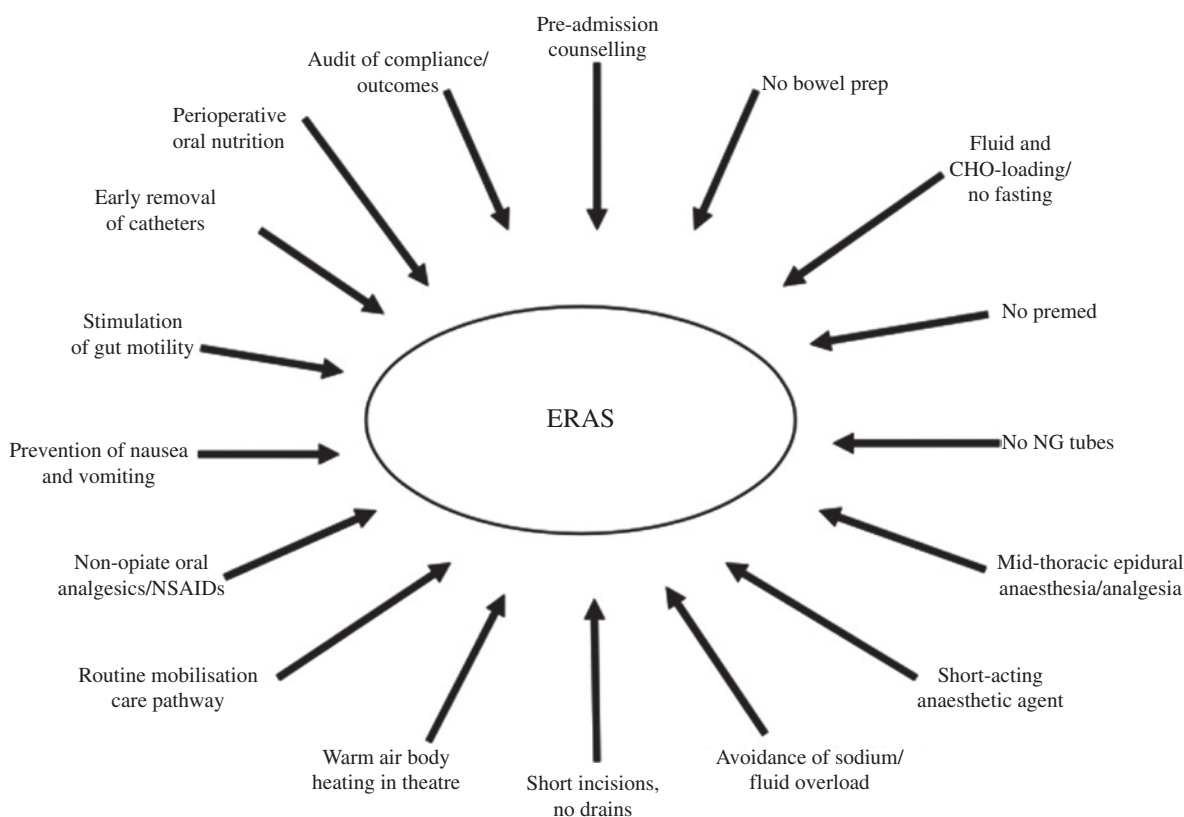 Pre-admission
counselling
No bowel prep
Fluid and
CHO-loading/
no fasting
No premed
No NG tubes
Mid-thoracic epidural
anaesthesia/analgesia
Short-acting
anaesthetic agent
Avoidance of sodium/
fluid overload
Short incisions,
no drains
Warm air body
heating in theatre
Routine mobilisation
care pathway
Non-opiate oral
analgesics/NSAIDs
Prevention of nausea
and vomiting
Stimulation
of gut motility
Early removal
of catheters
Perioperative
oral nutrition
Audit of compliance/
outcomes
ERAS